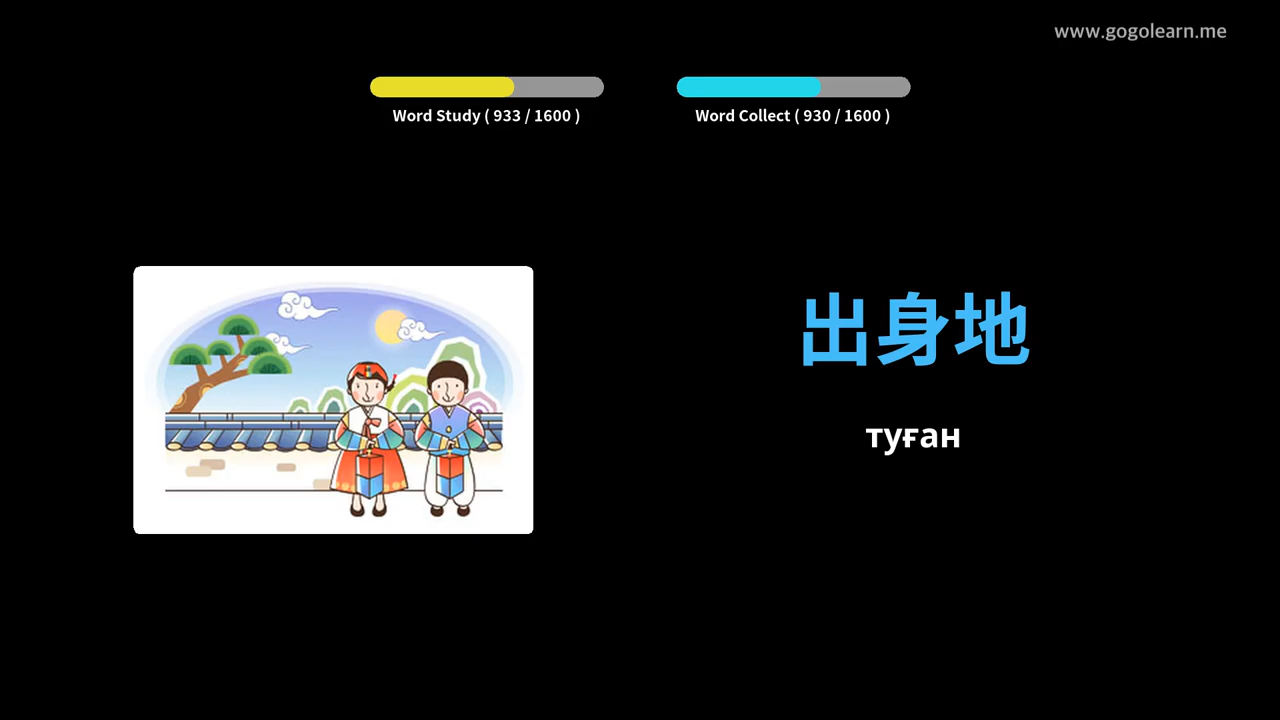 www.gogolearn.me
Word Study ( 933 / 1600 )
Word Collect ( 930 / 1600 )
出身地
туған